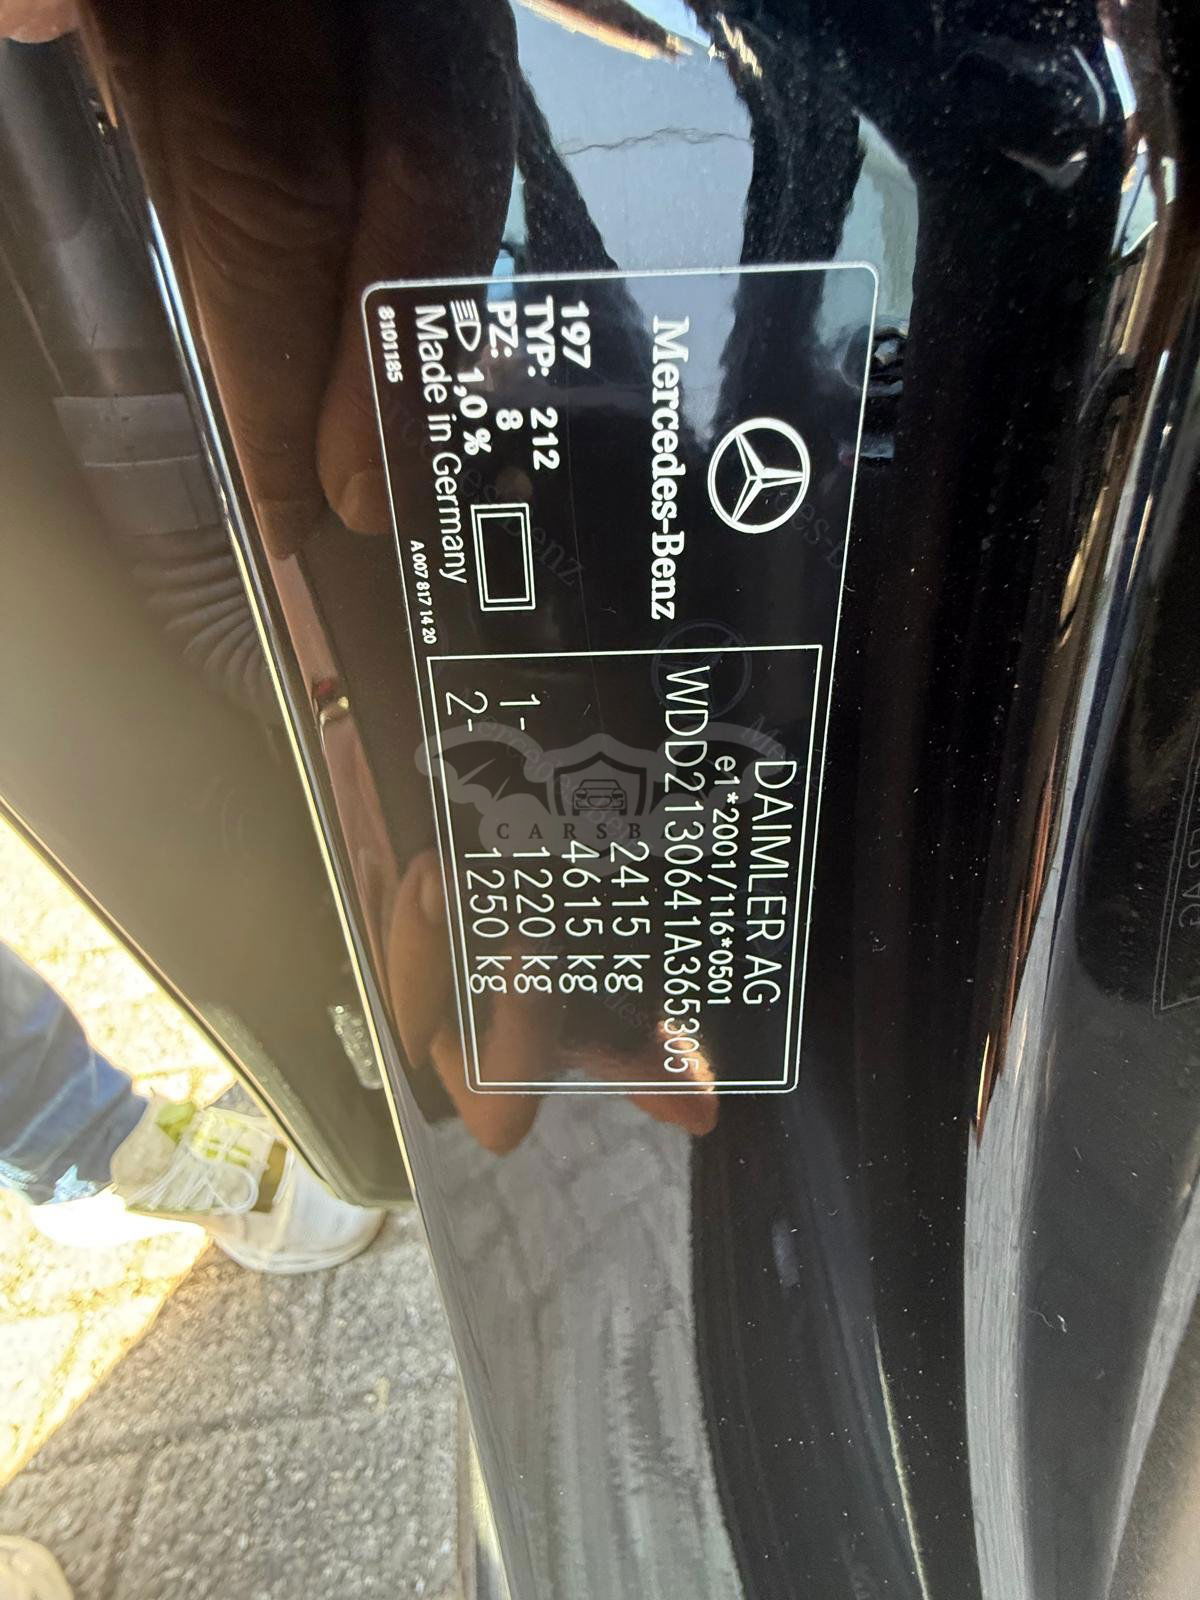 Mercedes-Benz
197
TYP: 212
PZ: 8
1,0 %
Made in Germany
8101185
A 007 817 14 20
DAIMLER AG
e1*2001/116*0501
WDD2130641A365305
2415 kg
4615 kg
1- 1220 kg
2- 1250 kg
CARSBA